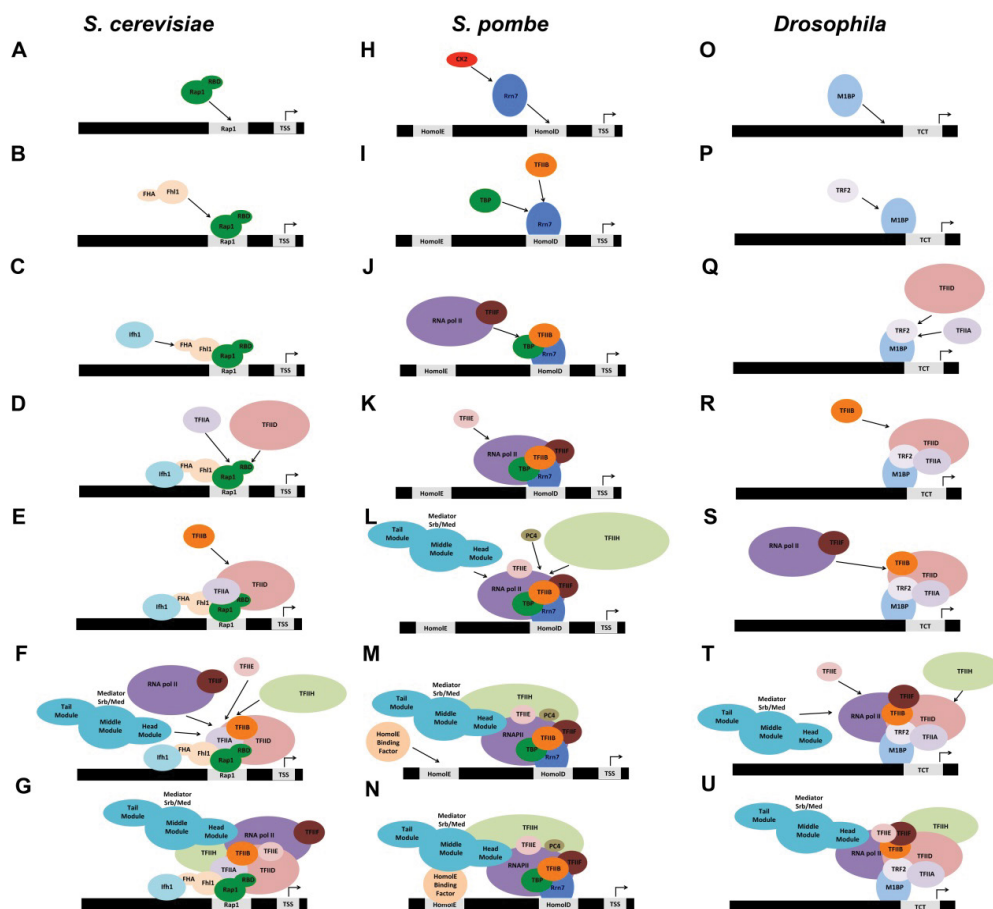 S. cerevisiae
S. pombe
Drosophila
A
RBD
Rap1
Rap1
TSS
H
CK2
Rrn7
HomolE
HomolD
TSS
O
M1BP
TCT
B
FHA
Fhl1
RBD
Rap1
Rap1
TSS
I
TFIIB
TBP
Rrn7
HomolE
HomolD
TSS
P
TRF2
M1BP
TCT
C
Ifh1
FHA
Fhl1
RBD
Rap1
Rap1
TSS
J
RNA pol II
TFIIF
TFIIB
TBP
Rrn7
HomolE
HomolD
TSS
Q
TFIID
TRF2
TFIIA
M1BP
TCT
D
TFIIA
TFIID
FHA
Ifh1
Fhl1
RBD
Rap1
Rap1
TSS
K
TFIIE
RNA pol II
TFIIF
TFIIB
TBP
Rrn7
HomolE
HomolD
TSS
R
TFIIB
TFIID
TRF2
TFIIA
M1BP
TCT
E
TFIIB
TFIID
TFIIA
FHA
Ifh1
Fhl1
RBD
Rap1
Rap1
TSS
L
Mediator
Srb/Med
Tail
Module
Middle
Module
Head
Module
PC4
TFIIH
TFIIE
RNA pol II
TFIIF
TFIIB
TBP
Rrn7
HomolE
HomolD
TSS
S
RNA pol II
TFIIF
TFIIB
TFIID
TRF2
TFIIA
M1BP
TCT
F
Mediator
Srb/Med
Tail
Module
Middle
Module
Head
Module
RNA pol II
TFIIF
TFIIE
TFIIH
TFIIB
TFIIA
TFIID
FHA
Ifh1
Fhl1
RBD
Rap1
Rap1
TSS
M
Mediator
Srb/Med
Tail
Module
Middle
Module
Head
Module
TFIIH
TFIIE
PC4
RNAPII
TFIIF
TFIIB
TBP
Rrn7
HomolE
Binding
Factor
HomolE
HomolD
TSS
T
TFIIE
TFIIH
Mediator
Srb/Med
Tail
Module
Middle
Module
Head
Module
RNA pol II
TFIIF
TFIIB
TFIID
TRF2
TFIIA
M1BP
TCT
G
Mediator
Srb/Med
Tail
Module
Middle
Module
Head
Module
RNA pol II
TFIIF
TFIIH
TFIIB
TFIIE
TFIIA
TFIID
FHA
Ifh1
Fhl1
RBD
Rap1
Rap1
TSS
N
Mediator
Srb/Med
Tail
Module
Middle
Module
Head
Module
TFIIH
TFIIE
PC4
RNAPII
TFIIF
TFIIB
TBP
Rrn7
HomolE
Binding
Factor
HomolE
HomolD
TSS
U
Mediator
Srb/Med
Tail
Module
Middle
Module
Head
Module
TFIIE
TFIIF
TFIIH
RNA pol II
TFIIB
TFIID
TRF2
TFIIA
M1BP
TCT